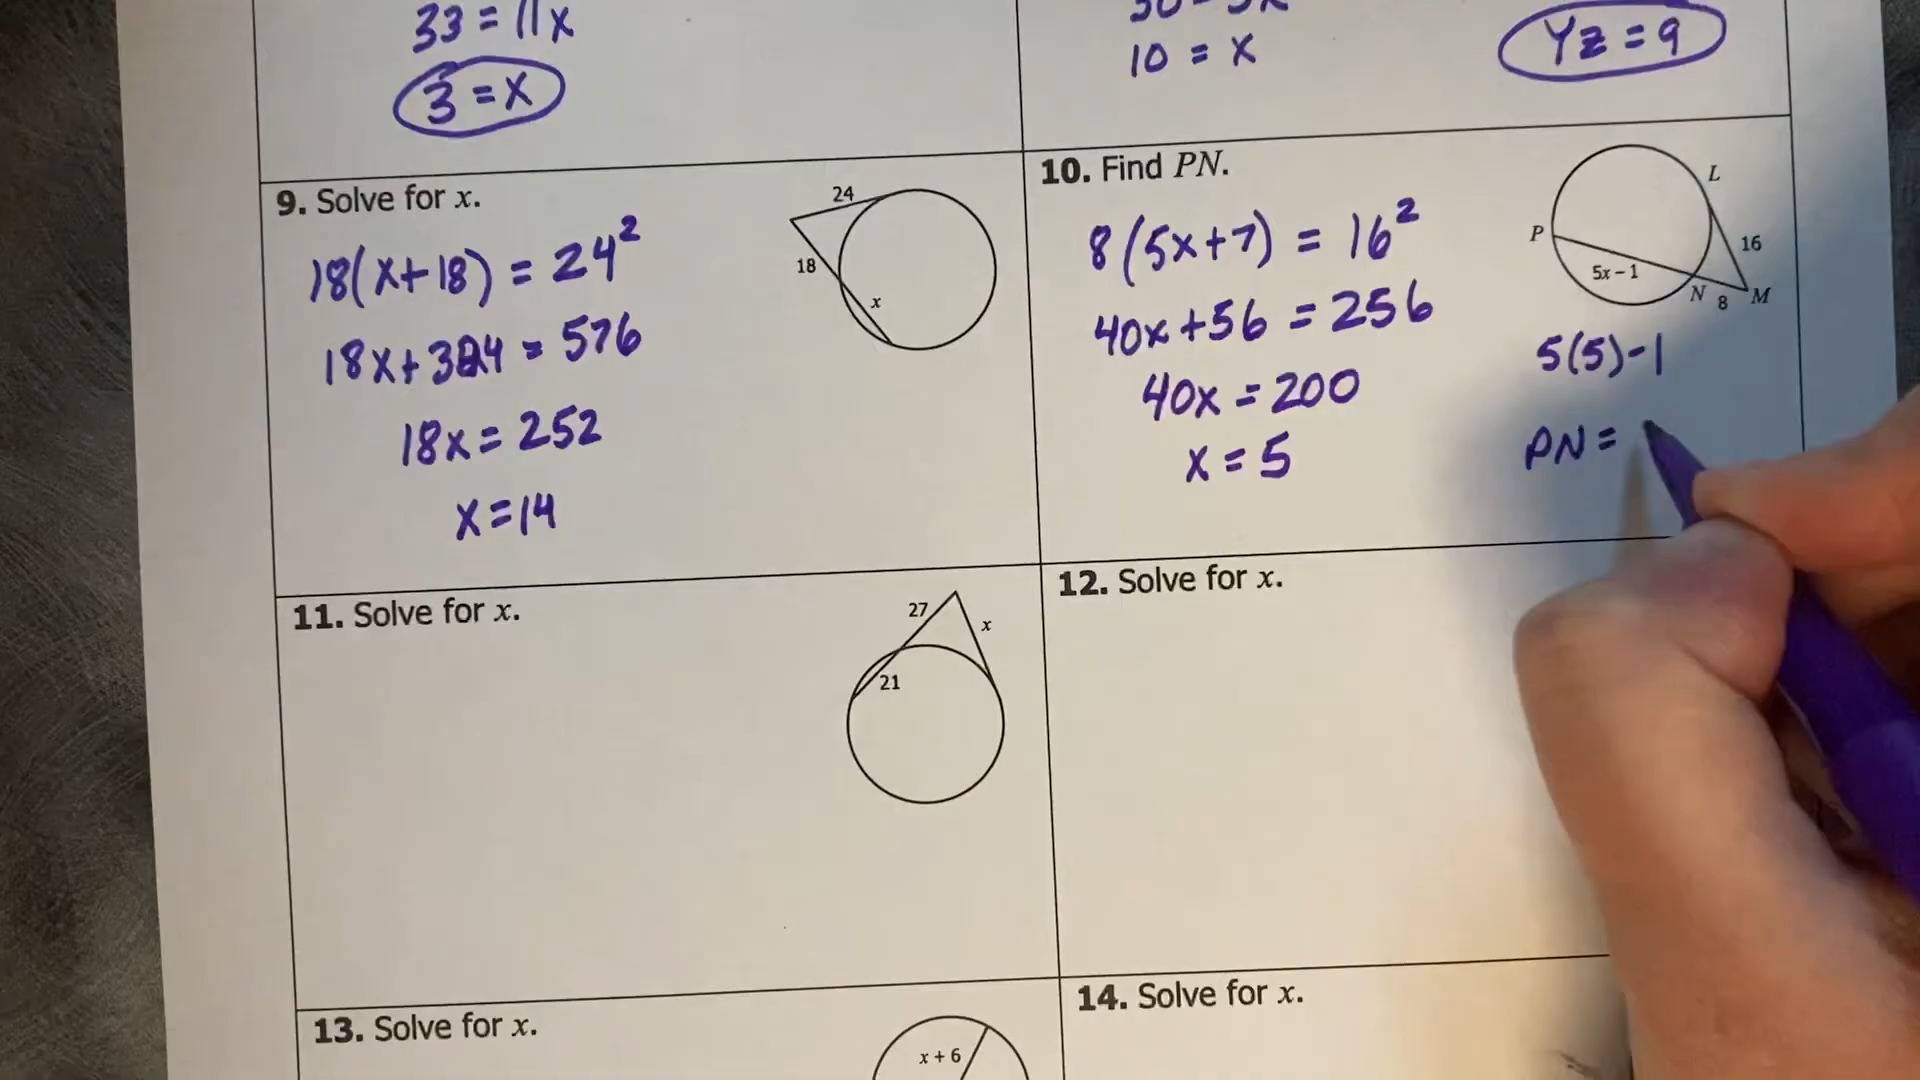 33 = 11x
3 = x
10 = x
YZ = 9
9. Solve for x.
24
18
x
18(x+18) = 24²
18x+324 = 576
18x = 252
x = 14
10. Find PN.
L
P
16
5x – 1
N
8
M
8(5x+7) = 16²
40x+56 = 256
40x = 200
x = 5
5(5)-1
PN =
11. Solve for x.
27
x
21
12. Solve for x.
13. Solve for x.
x + 6
14. Solve for x.